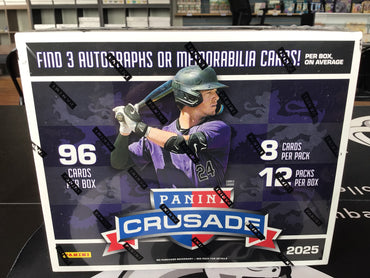 FIND 3 AUTOGRAPHS OR MEMORABILIA CARDS!
PER BOX,
ON AVERAGE
96
CARDS
PER BOX
8
CARDS
PER PACK
12
PACKS
PER BOX
24
PANINI
CRUSADE
PANINI
2025